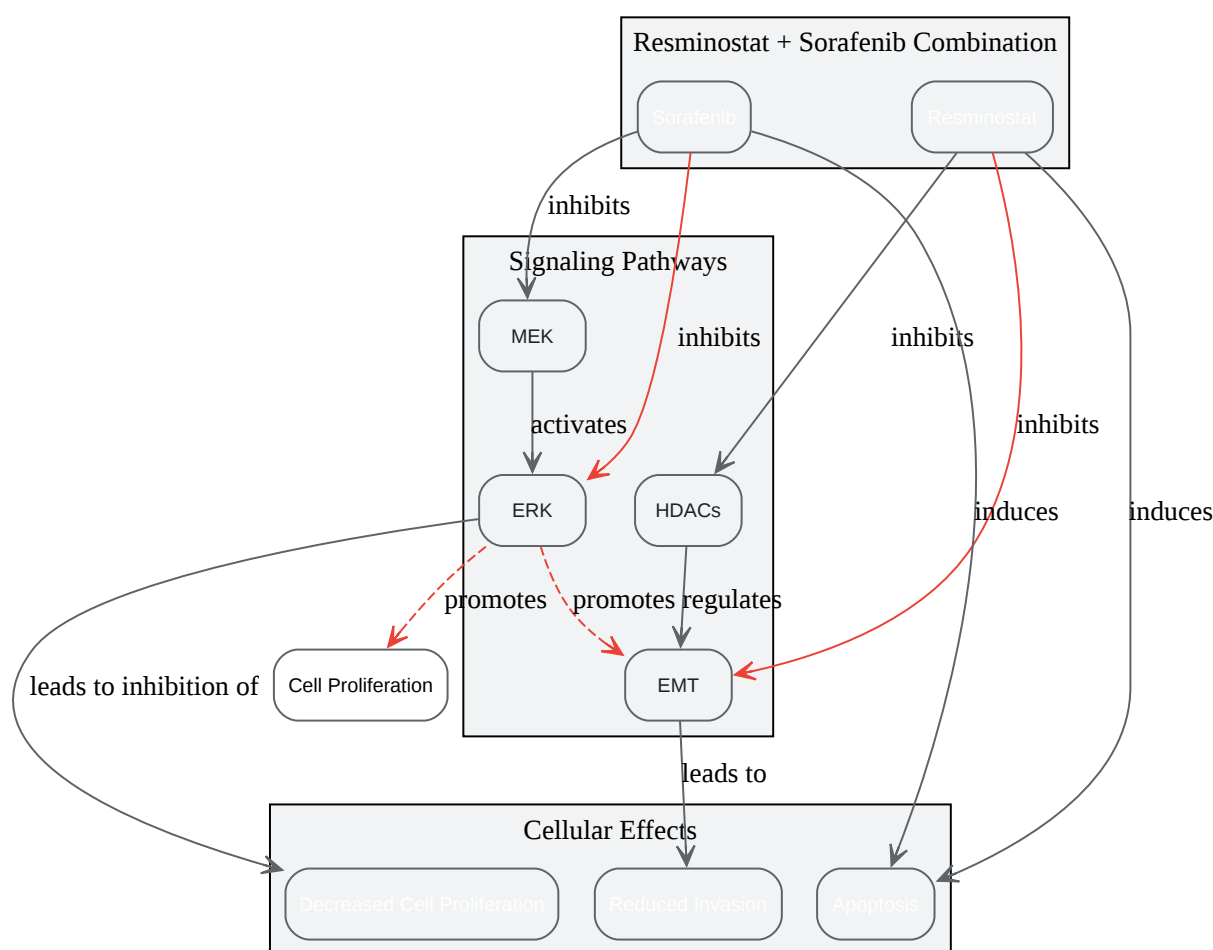 Resminostat + Sorafenib Combination
Sorafenib
Resminostat
inhibits
Signaling Pathways
MEK
inhibits
inhibits
activates
inhibits
ERK
HDACs
induces
induces
promotes
promotes
regulates
leads to inhibition of
Cell Proliferation
EMT
leads to
Cellular Effects
Decreased Cell Proliferation
Reduced Invasion
Apoptosis